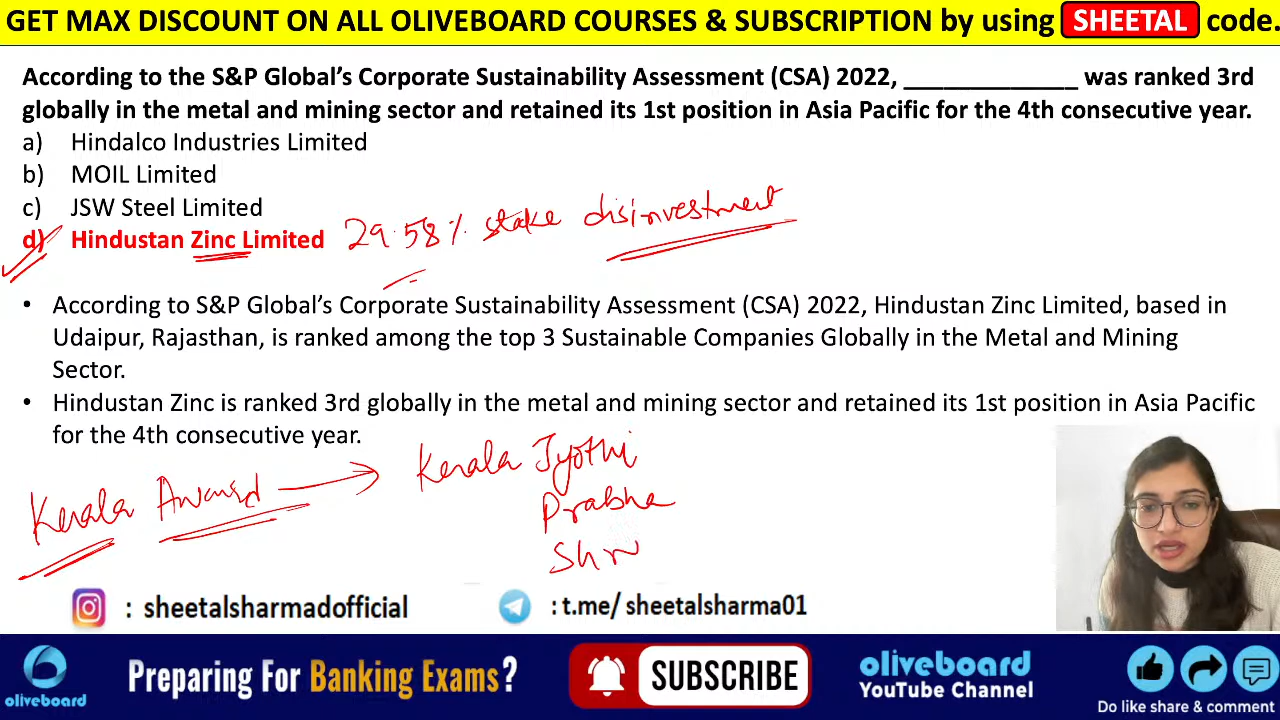 GET MAX DISCOUNT ON ALL OLIVEBOARD COURSES & SUBSCRIPTION by using SHEETAL code.
According to the S&P Global's Corporate Sustainability Assessment (CSA) 2022, ______________ was ranked 3rd
globally in the metal and mining sector and retained its 1st position in Asia Pacific for the 4th consecutive year.
a) Hindalco Industries Limited
b) MOIL Limited
c) JSW Steel Limited
d) Hindustan Zinc Limited 29.58% stake disinvestment
• According to S&P Global's Corporate Sustainability Assessment (CSA) 2022, Hindustan Zinc Limited, based in
Udaipur, Rajasthan, is ranked among the top 3 Sustainable Companies Globally in the Metal and Mining
Sector.
• Hindustan Zinc is ranked 3rd globally in the metal and mining sector and retained its 1st position in Asia Pacific
for the 4th consecutive year.
Kerala Award → Kerala Jyothi
Prabha
Shr
: sheetalsharmadofficial : t.me/ sheetalsharma01
oliveboard
Preparing For Banking Exams?
SUBSCRIBE
oliveboard
YouTube Channel
Do like share & comment